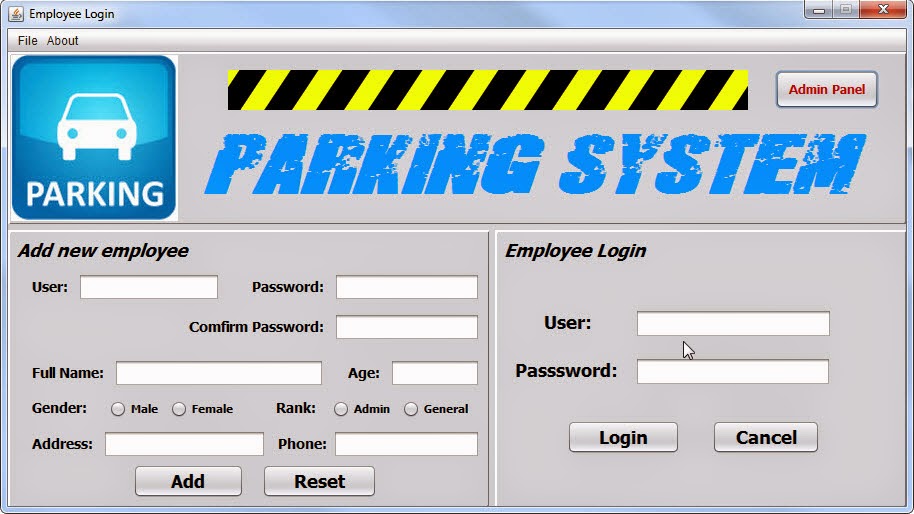 Employee Login
File About
PARKING
Admin Panel
PARKING SYSTEM
Add new employee
User: Password:
Comfirm Password:
Full Name: Age:
Gender: Male Female Rank: Admin General
Address: Phone:
Add Reset
Employee Login
User:
Passsword:
Login Cancel